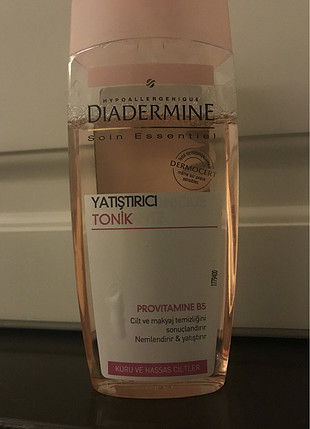 HYPOALLERGENIQUE
DIADERMINE
Soin Essentiel
DERMOCERT
YATIŞTIRICI
TONİK
1179408
PROVITAMINE B5
Cilt ve makyaj temizliğini
sonuçlandırır
Nemlendirir & yatıştırır
KURU VE HASSAS CİLTLER